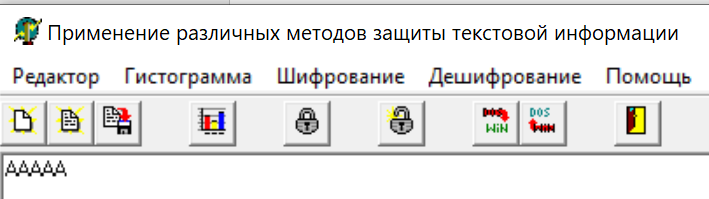 Применение различных методов защиты текстовой информации
Редактор Гистограмма Шифрование Дешифрование Помощь
DOS WiN DOS WiN
ААААА